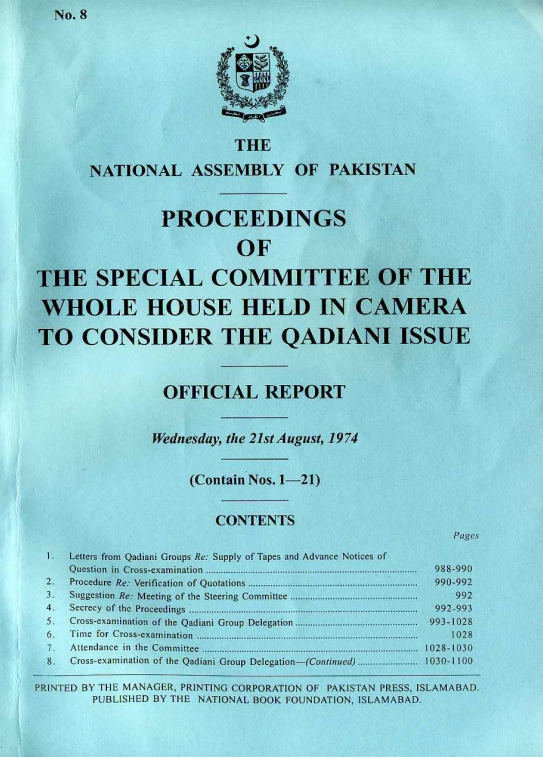 No. 8
THE
NATIONAL ASSEMBLY OF PAKISTAN
PROCEEDINGS
OF
THE SPECIAL COMMITTEE OF THE
WHOLE HOUSE HELD IN CAMERA
TO CONSIDER THE QADIANI ISSUE
OFFICIAL REPORT
Wednesday, the 21st August, 1974
(Contain Nos. 1—21)
CONTENTS
Pages
1. Letters from Qadiani Groups Re: Supply of Tapes and Advance Notices of
Question in Cross-examination ........ 988-990
2. Procedure Re: Verification of Quotations ........ 990-992
3. Suggestion Re: Meeting of the Steering Committee ........ 992
4. Secrecy of the Proceedings ........ 992-993
5. Cross-examination of the Qadiani Group Delegation ........ 993-1028
6. Time for Cross-examination ........ 1028
7. Attendance in the Committee ........ 1028-1030
8. Cross-examination of the Qadiani Group Delegation—(Continued) ........ 1030-1100
PRINTED BY THE MANAGER, PRINTING CORPORATION OF PAKISTAN PRESS, ISLAMABAD.
PUBLISHED BY THE NATIONAL BOOK FOUNDATION, ISLAMABAD.